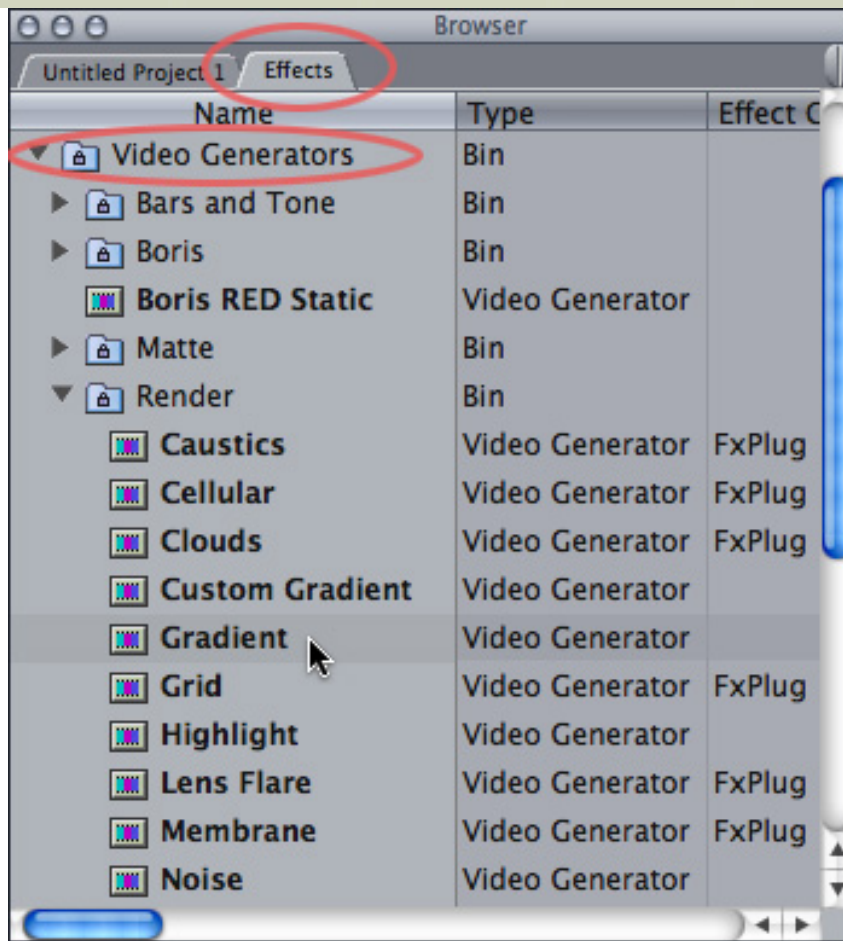 Browser
Untitled Project 1 Effects
Name Type Effect C
Video Generators Bin
Bars and Tone Bin
Boris Bin
Boris RED Static Video Generator
Matte Bin
Render Bin
Caustics Video Generator FxPlug
Cellular Video Generator FxPlug
Clouds Video Generator FxPlug
Custom Gradient Video Generator
Gradient Video Generator
Grid Video Generator FxPlug
Highlight Video Generator
Lens Flare Video Generator FxPlug
Membrane Video Generator FxPlug
Noise Video Generator